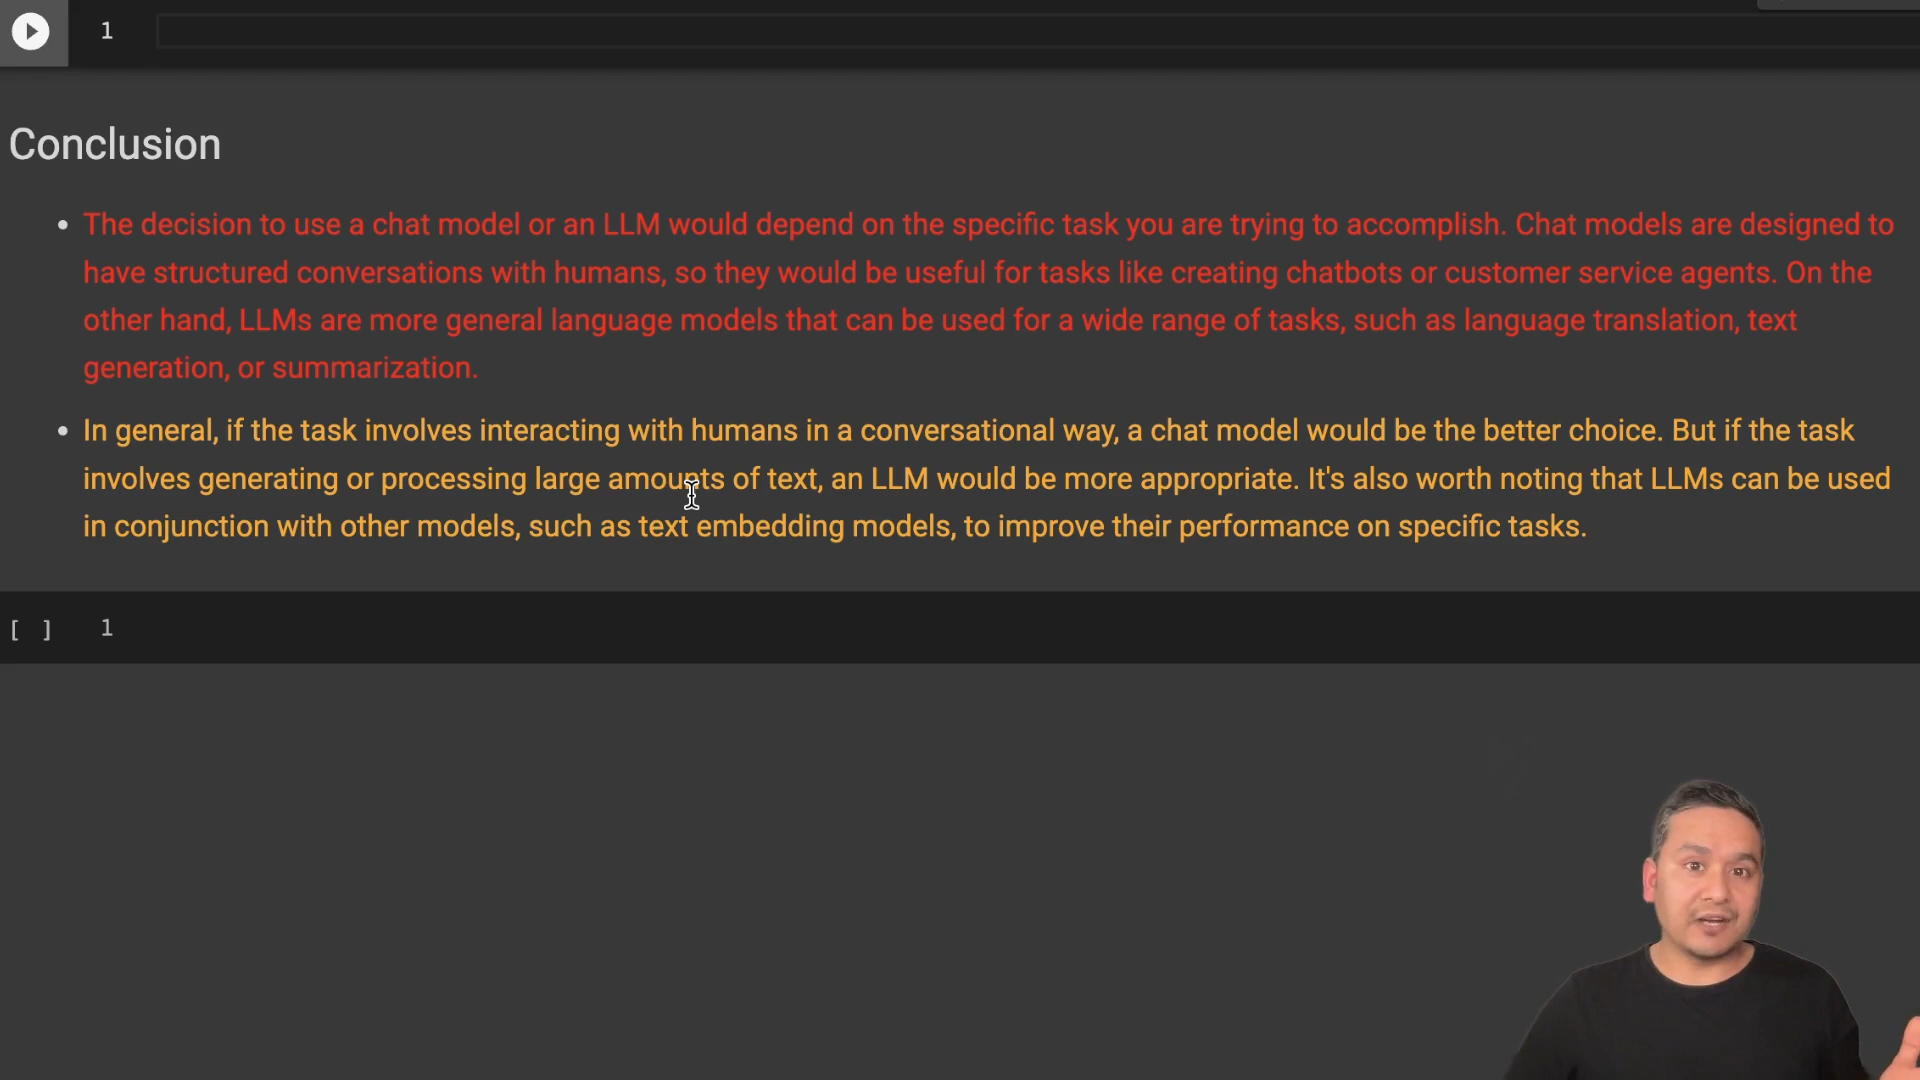 1
Conclusion
• The decision to use a chat model or an LLM would depend on the specific task you are trying to accomplish. Chat models are designed to
have structured conversations with humans, so they would be useful for tasks like creating chatbots or customer service agents. On the
other hand, LLMs are more general language models that can be used for a wide range of tasks, such as language translation, text
generation, or summarization.
• In general, if the task involves interacting with humans in a conversational way, a chat model would be the better choice. But if the task
involves generating or processing large amounts of text, an LLM would be more appropriate. It's also worth noting that LLMs can be used
in conjunction with other models, such as text embedding models, to improve their performance on specific tasks.
[ ] 1